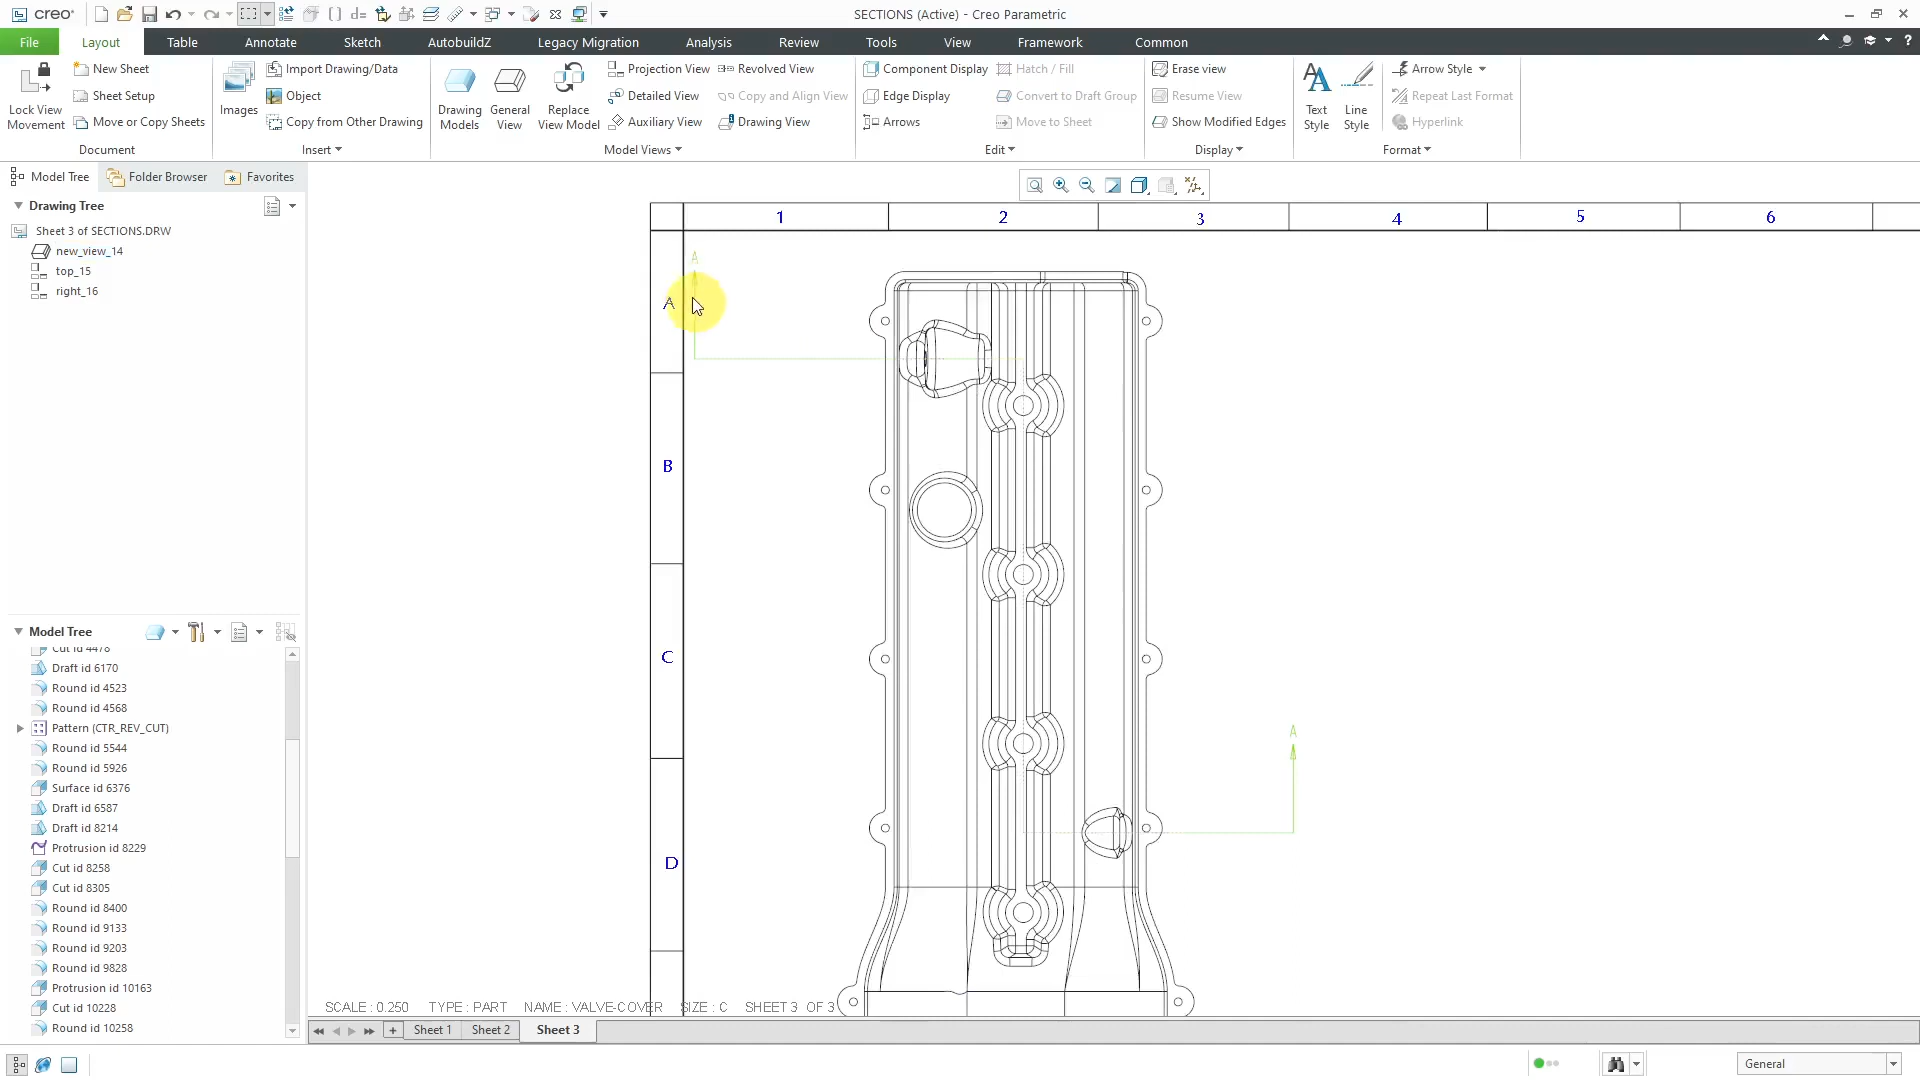 creo
SECTIONS (Active) - Creo Parametric
File
Layout
Table
Annotate
Sketch
AutobuildZ
Legacy Migration
Analysis
Review
Tools
View
Framework
Common
Lock View
Movement
New Sheet
Sheet Setup
Move or Copy Sheets
Document
Images
Import Drawing/Data
Object
Copy from Other Drawing
Insert
Drawing
Models
General
View
Replace
View Model
Projection View
Detailed View
Auxiliary View
Revolved View
Copy and Align View
Drawing View
Model Views
Component Display
Edge Display
Arrows
Hatch / Fill
Convert to Draft Group
Move to Sheet
Edit
Erase view
Resume View
Show Modified Edges
Display
Text
Style
Line
Style
Arrow Style
Repeat Last Format
Hyperlink
Format
Model Tree
Folder Browser
Favorites
Drawing Tree
Sheet 3 of SECTIONS.DRW
new_view_14
top_15
right_16
Model Tree
Cut id 4478
Draft id 6170
Round id 4523
Round id 4568
Pattern (CTR_REV_CUT)
Round id 5544
Round id 5926
Surface id 6376
Draft id 6587
Draft id 8214
Protrusion id 8229
Cut id 8258
Cut id 8305
Round id 8400
Round id 9133
Round id 9203
Round id 9828
Protrusion id 10163
Cut id 10228
Round id 10258
1
2
3
4
5
6
A
B
C
D
A
A
SCALE : 0.250 TYPE : PART NAME : VALVE-COVER SIZE : C SHEET 3 OF 3
Sheet 1
Sheet 2
Sheet 3
General